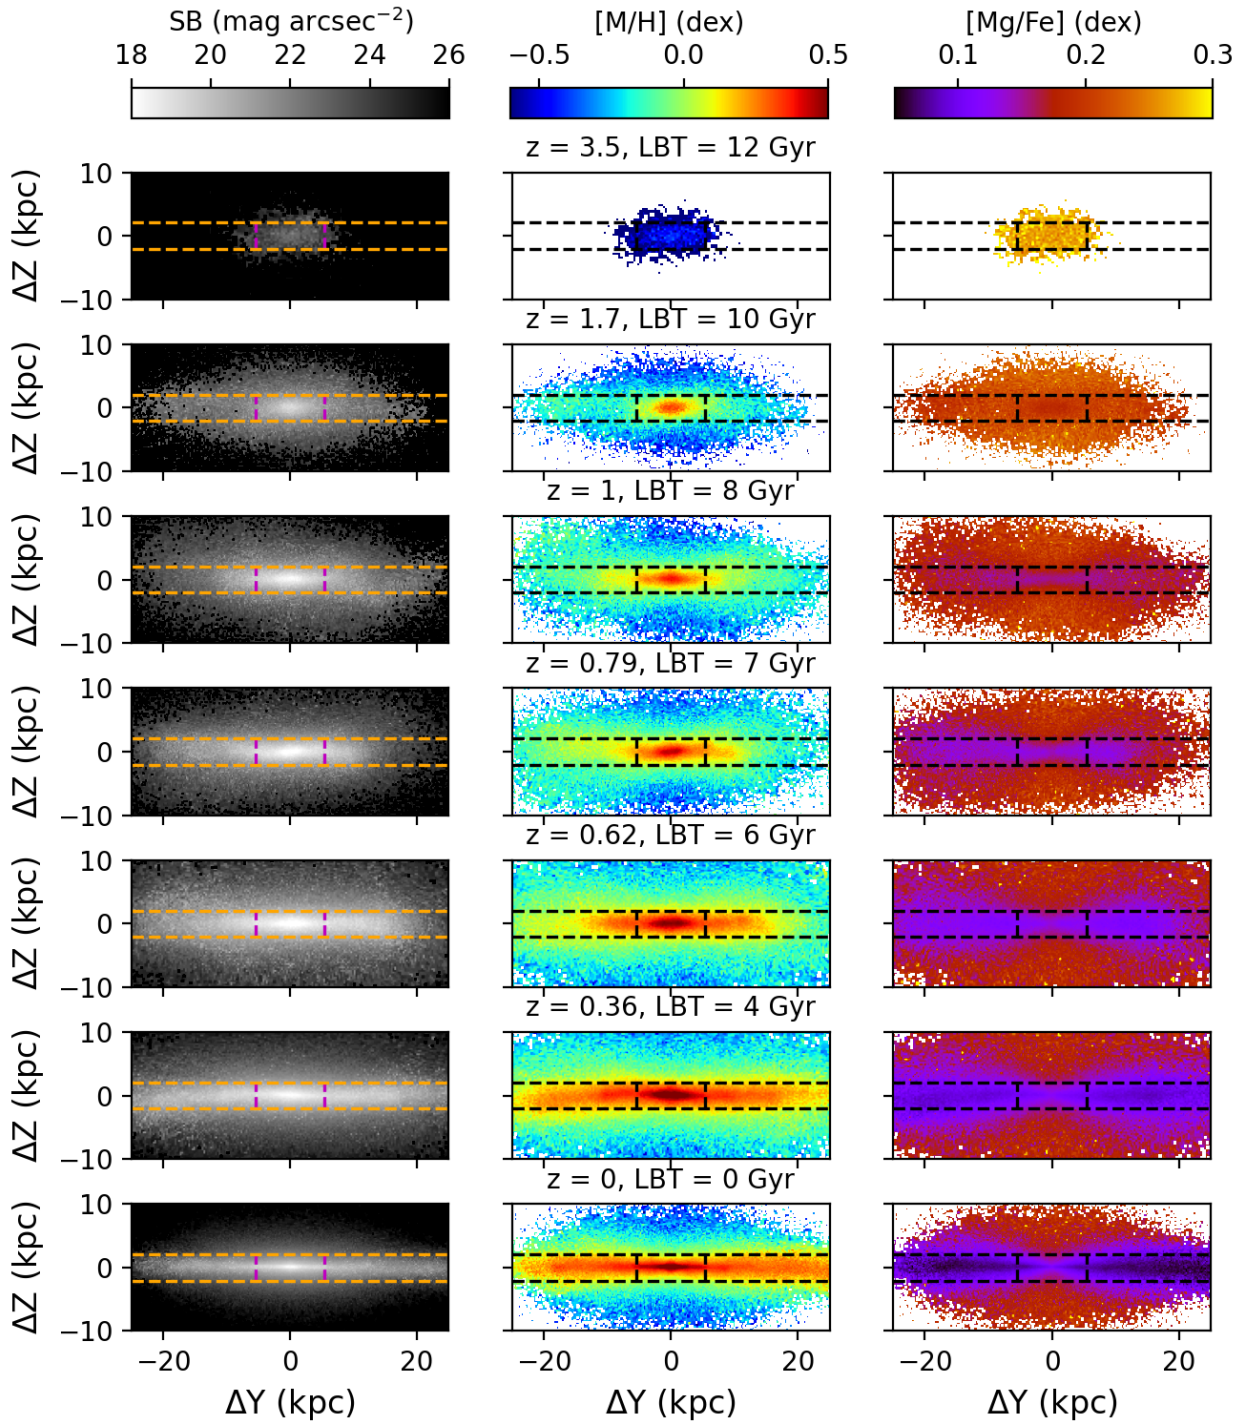 SB (mag arcsec⁻²) [M/H] (dex) [Mg/Fe] (dex)
18 20 22 24 26 −0.5 0.0 0.5 0.1 0.2 0.3
z = 3.5, LBT = 12 Gyr
10
0
−10
ΔZ (kpc)
z = 1.7, LBT = 10 Gyr
10
0
−10
ΔZ (kpc)
z = 1, LBT = 8 Gyr
10
0
−10
ΔZ (kpc)
z = 0.79, LBT = 7 Gyr
10
0
−10
ΔZ (kpc)
z = 0.62, LBT = 6 Gyr
10
0
−10
ΔZ (kpc)
z = 0.36, LBT = 4 Gyr
10
0
−10
ΔZ (kpc)
z = 0, LBT = 0 Gyr
10
0
−10
ΔZ (kpc)
−20 0 20 −20 0 20 −20 0 20
ΔY (kpc) ΔY (kpc) ΔY (kpc)